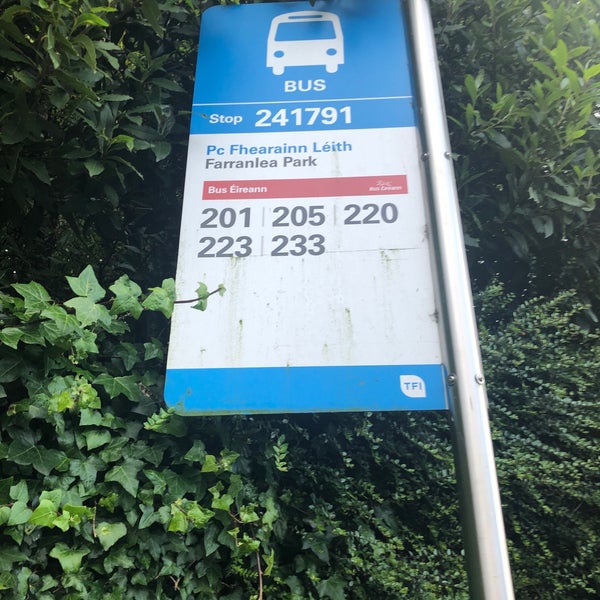 BUS
Stop 241791
Pc Fhearainn Léith
Farranlea Park
Bus Éireann Bus Éireann
201 205 220
223 233
TFI